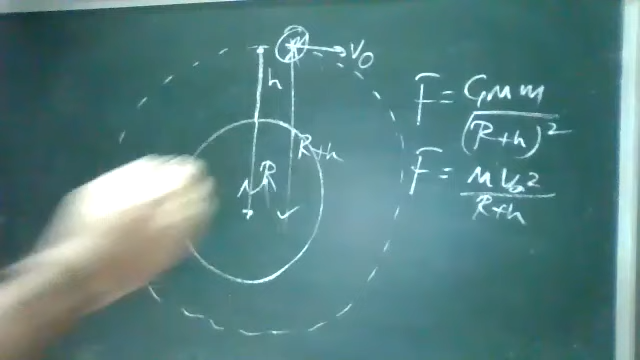 m
V₀
h
R+h
R
F = GMm / (R+h)²
F = mV₀² / R+h